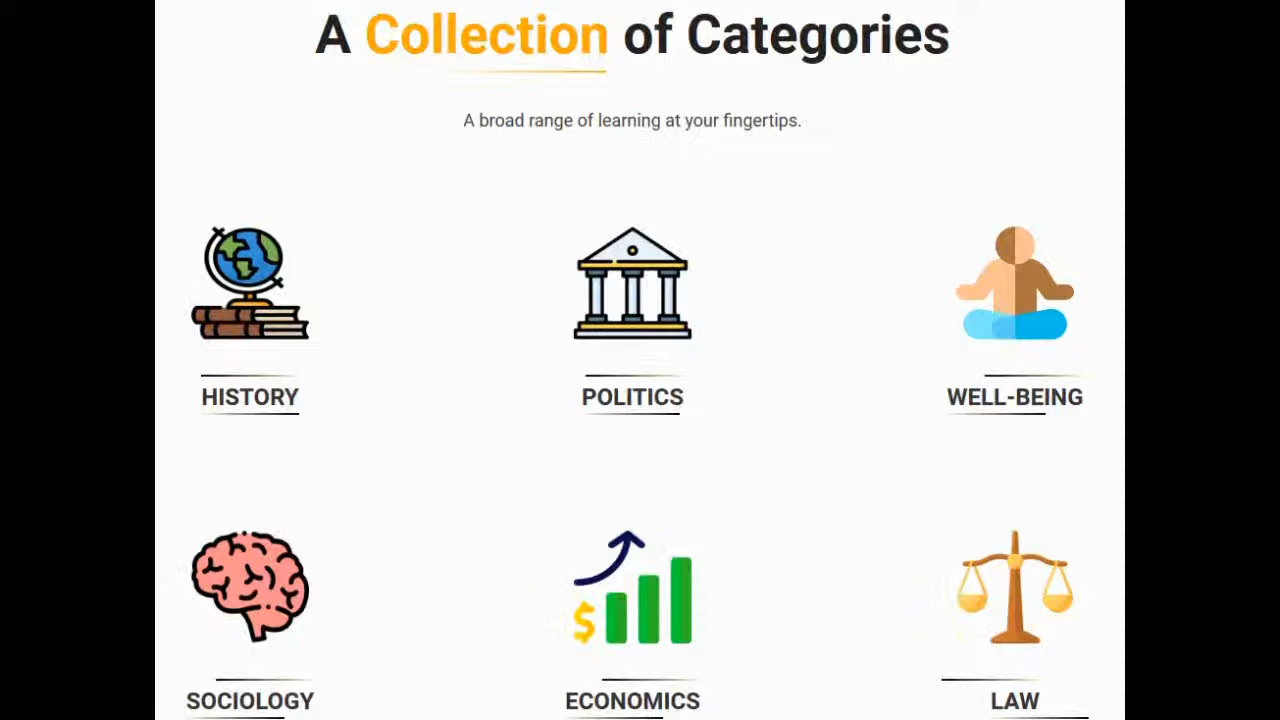 A Collection of Categories
A broad range of learning at your fingertips.
HISTORY
POLITICS
WELL-BEING
SOCIOLOGY
ECONOMICS
LAW